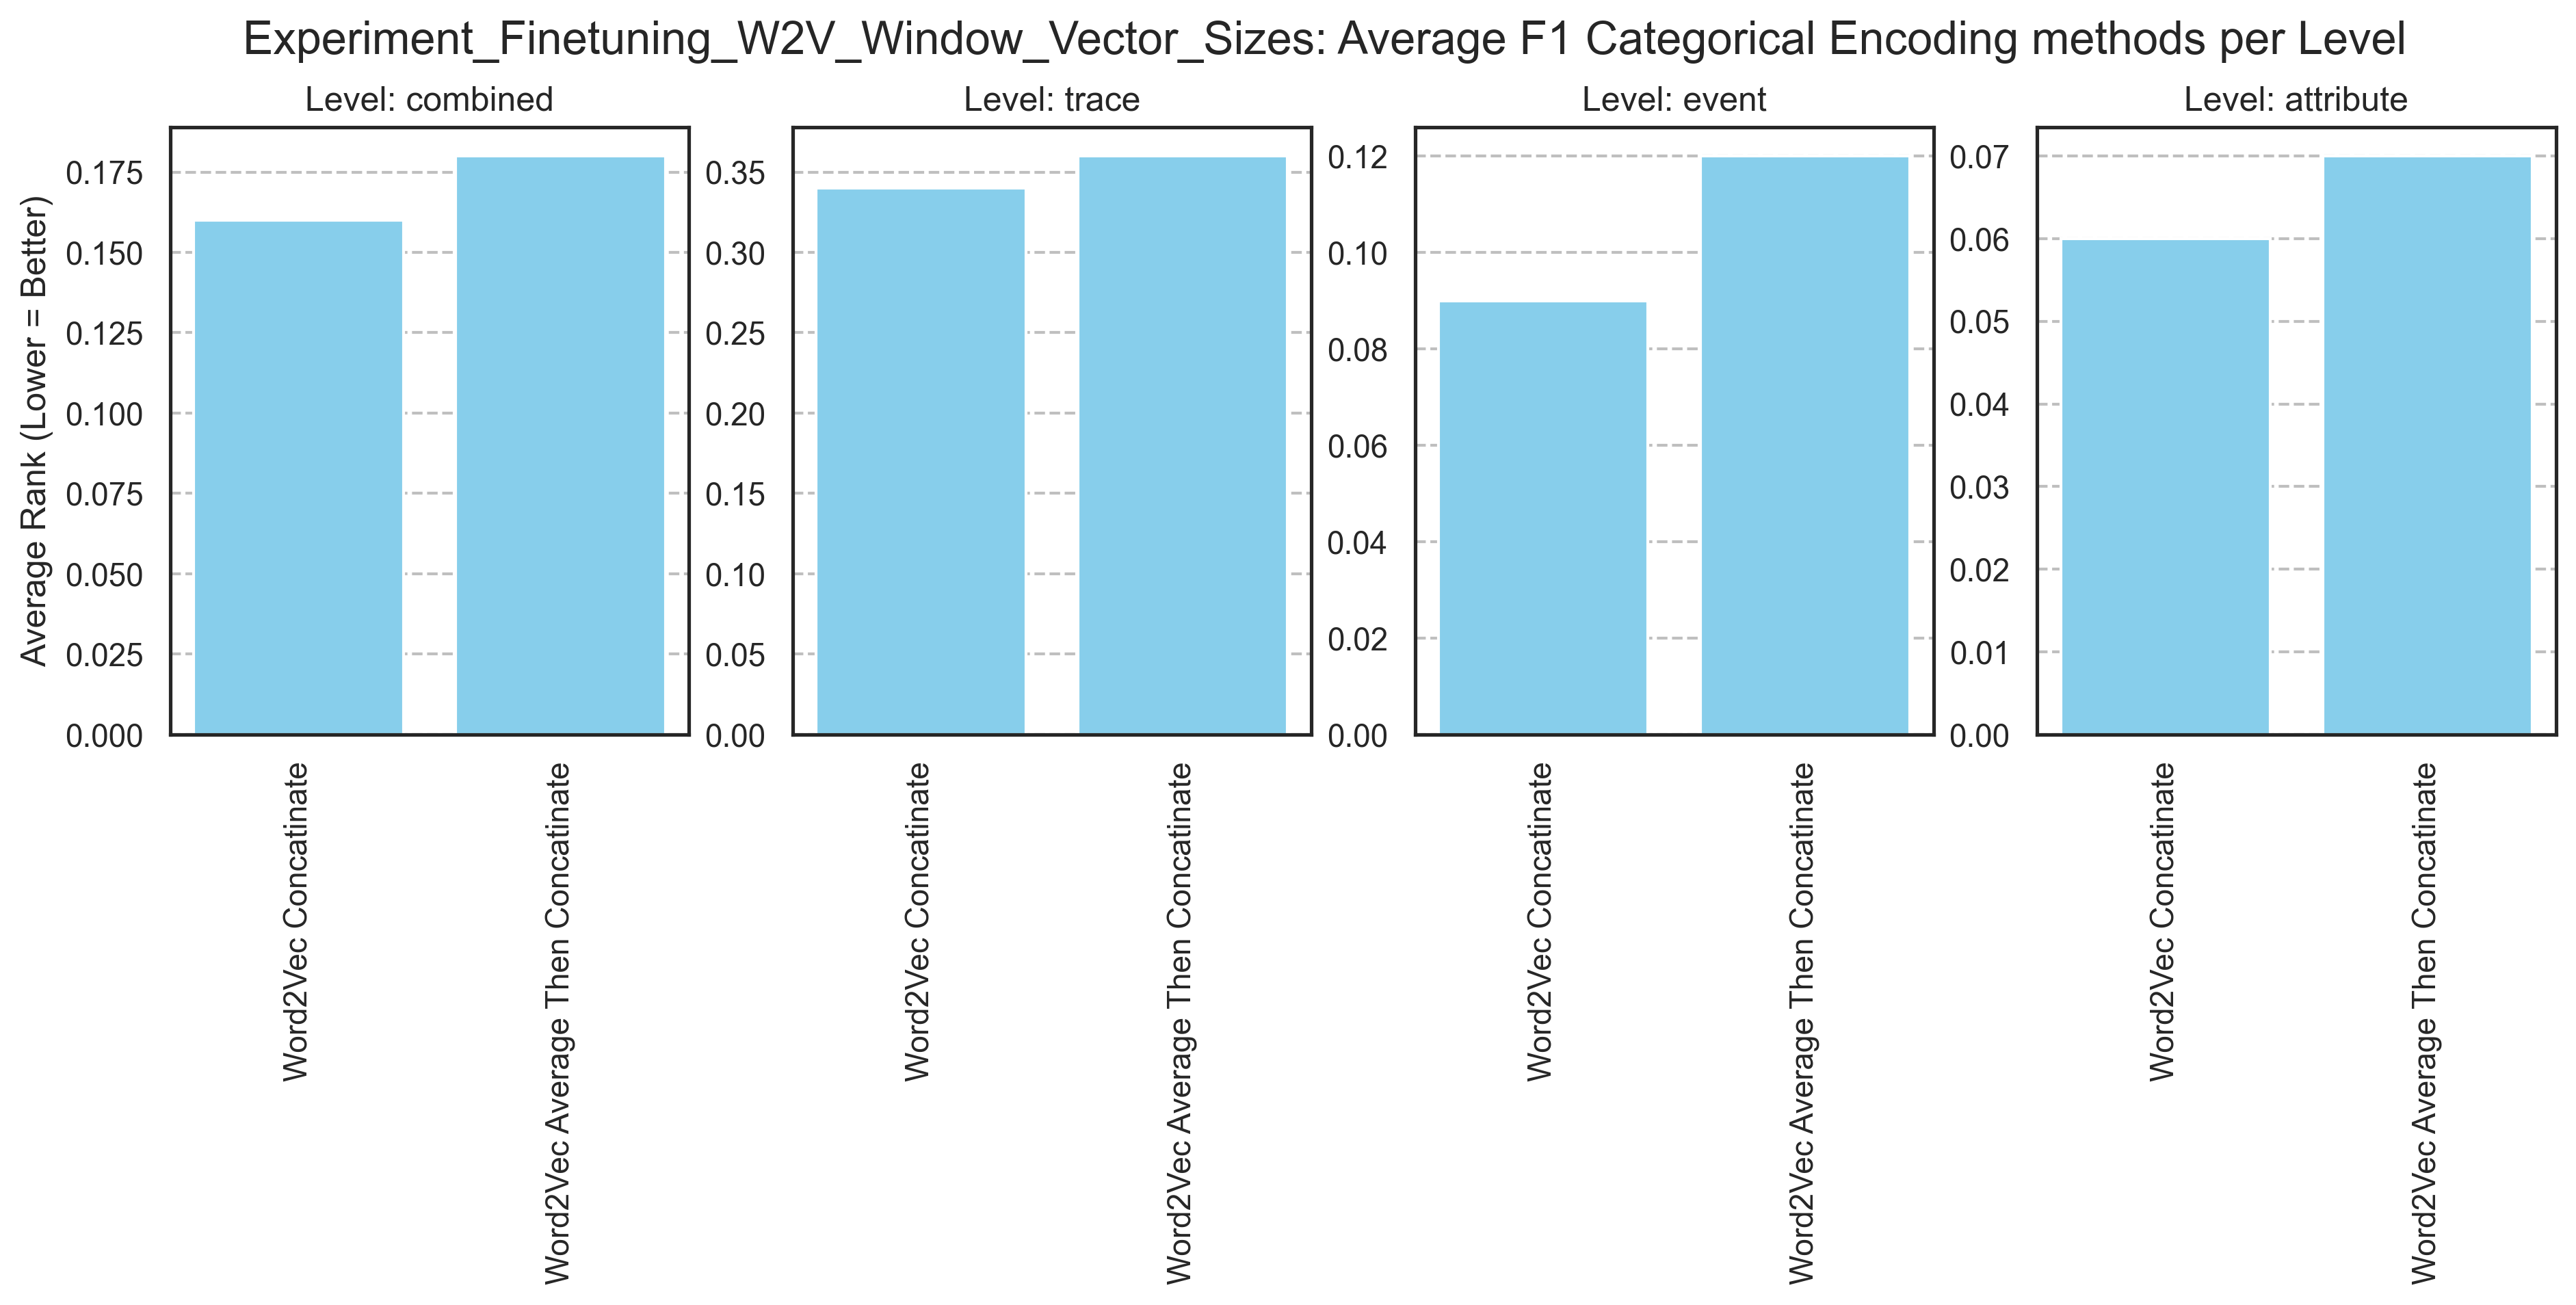 Experiment_Finetuning_W2V_Window_Vector_Sizes: Average F1 Categorical Encoding methods per Level
Average Rank (Lower = Better)
Level: combined
0.175
0.150
0.125
0.100
0.075
0.050
0.025
0.000
Word2Vec Concatinate
Word2Vec Average Then Concatinate
Level: trace
0.35
0.30
0.25
0.20
0.15
0.10
0.05
0.00
Word2Vec Concatinate
Word2Vec Average Then Concatinate
Level: event
0.12
0.10
0.08
0.06
0.04
0.02
0.00
Word2Vec Concatinate
Word2Vec Average Then Concatinate
Level: attribute
0.07
0.06
0.05
0.04
0.03
0.02
0.01
0.00
Word2Vec Concatinate
Word2Vec Average Then Concatinate